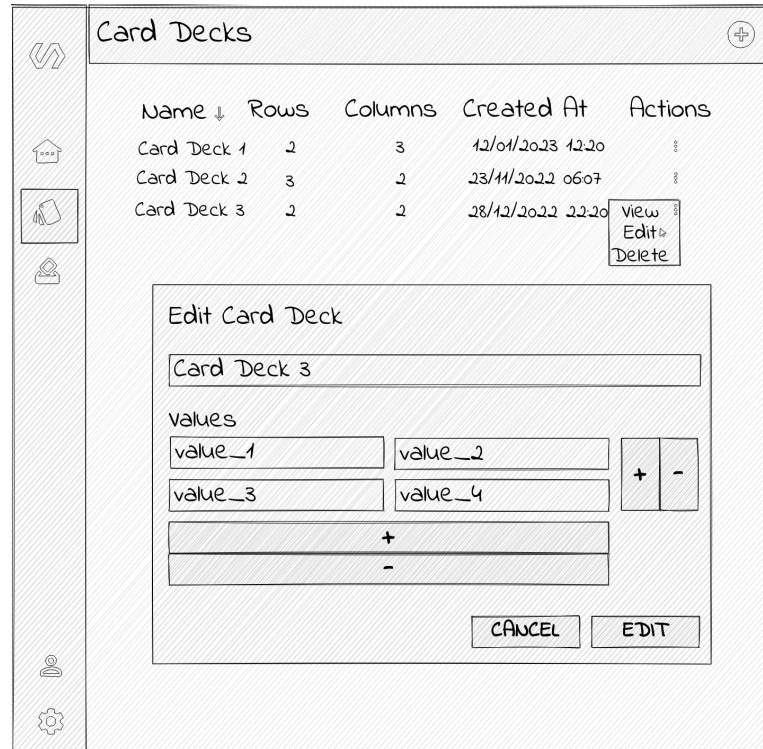 Card Decks
Name ↓ Rows Columns Created At Actions
Card Deck 1 2 3 12/01/2023 12:20
Card Deck 2 3 2 23/11/2022 06:07
Card Deck 3 2 2 28/12/2022 22:20
View
Edit
Delete
Edit Card Deck
Card Deck 3
Values
value_1 value_2
value_3 value_4
+ -
+
-
CANCEL EDIT